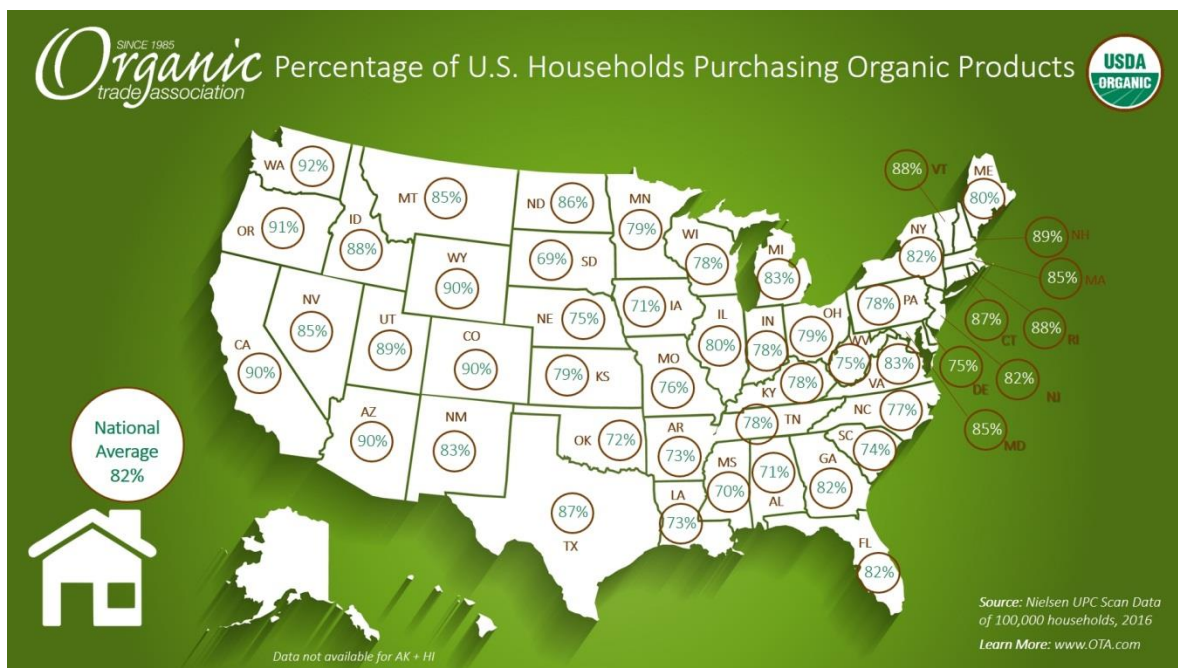 SINCE 1985
Organic
trade association
Percentage of U.S. Households Purchasing Organic Products
USDA
ORGANIC
WA 92%
OR 91%
ID
88%
MT 85%
ND 86%
69% SD
MN
79%
WI
78%
MI
83%
88% VT
ME
80%
NY
82%
89% NH
85% MA
WY
90%
NV
85%
UT
89%
CA
90%
CO
90%
NE 75%
71% IA
79% KS
MO
76%
IL
80%
IN
78%
OH
79%
78% PA
87%
CT
88%
RI
75%
DE
82%
NJ
85%
MD
WV
75%
83%
VA
KY 78%
78% TN
NC 77%
SC
74%
AZ
90%
NM
83%
OK 72%
AR
73%
MS
70%
71%
AL
GA
82%
87%
TX
LA
73%
FL
82%
National
Average
82%
Data not available for AK + HI
Source: Nielsen UPC Scan Data
of 100,000 households, 2016
Learn More: www.OTA.com